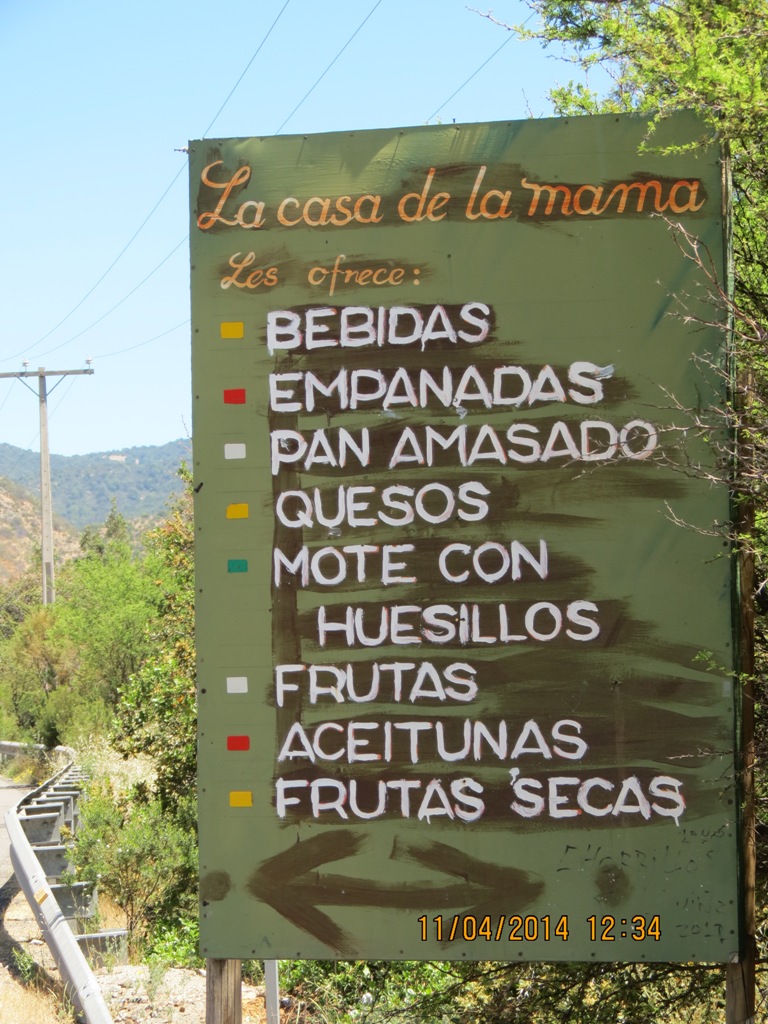 La casa de la mama
Les ofrece:
BEBIDAS
EMPANADAS
PAN AMASADO
QUESOS
MOTE CON
HUESILLOS
FRUTAS
ACEITUNAS
FRUTAS SECAS
11/04/2014 12:34